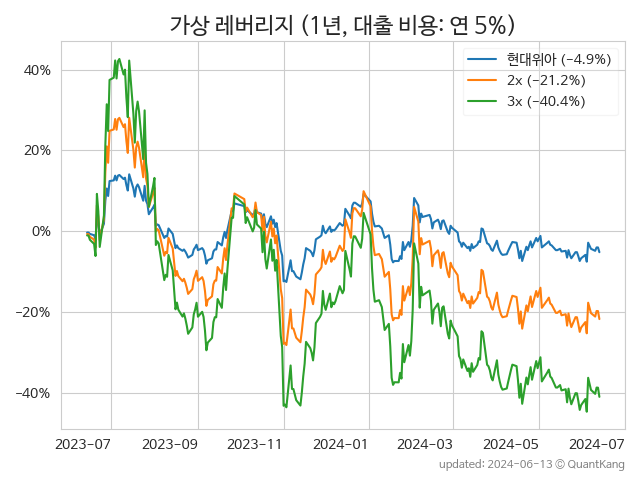 가상 레버리지 (1년, 대출 비용: 연 5%)
현대위아 (−4.9%)
2x (−21.2%)
3x (−40.4%)
40%
20%
0%
−20%
−40%
2023-07 2023-09 2023-11 2024-01 2024-03 2024-05 2024-07
updated: 2024-06-13 © QuantKang